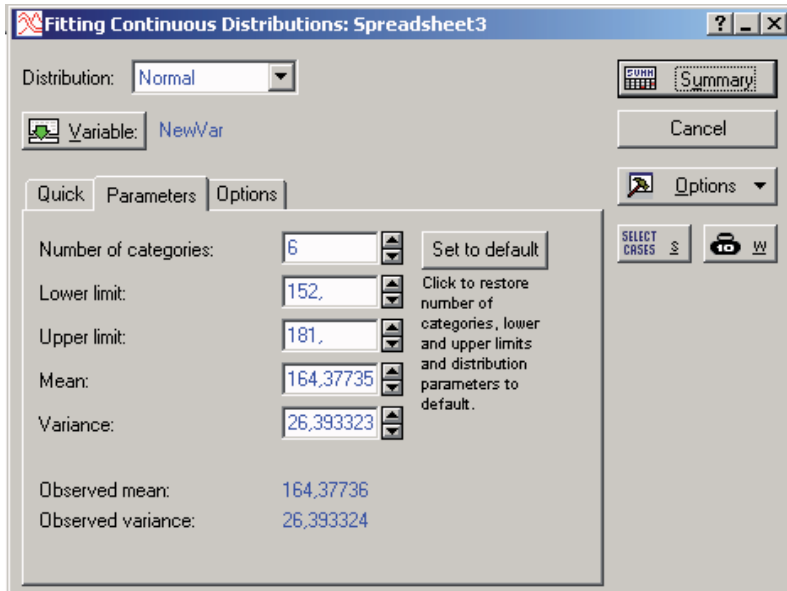 Fitting Continuous Distributions: Spreadsheet3
Distribution: Normal
Variable: NewVar
Quick Parameters Options
Number of categories: 6
Lower limit: 152,
Upper limit: 181,
Mean: 164,37735
Variance: 26,393323
Set to default
Click to restore
number of
categories, lower
and upper limits
and distribution
parameters to
default.
Observed mean: 164,37736
Observed variance: 26,393324
SUMM Summary
Cancel
Options
SELECT
CASES S
W